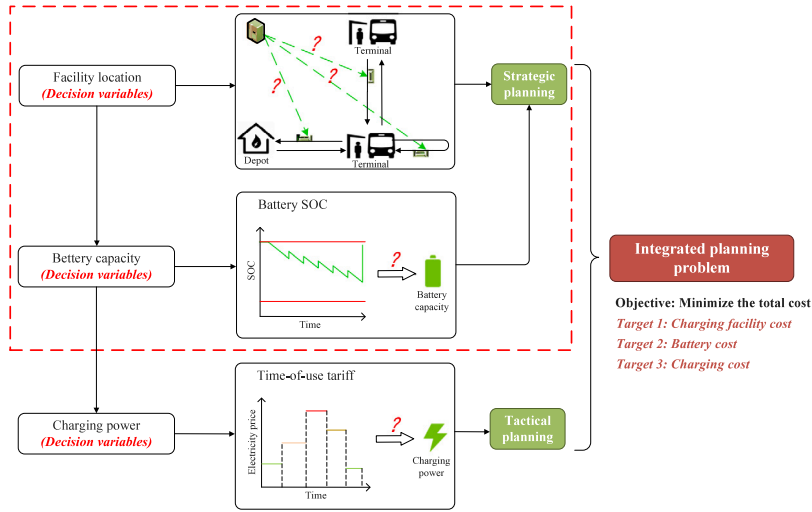 Facility location
(Decision variables)
?
?
?
Terminal
Depot
Terminal
Strategic
planning
Bettery capacity
(Decision variables)
Battery SOC
SOC
Time
?
Battery
capacity
Integrated planning
problem
Objective: Minimize the total cost
Target 1: Charging facility cost
Target 2: Battery cost
Target 3: Charging cost
Charging power
(Decision variables)
Time-of-use tariff
Electricity price
Time
?
Charging
power
Tactical
planning